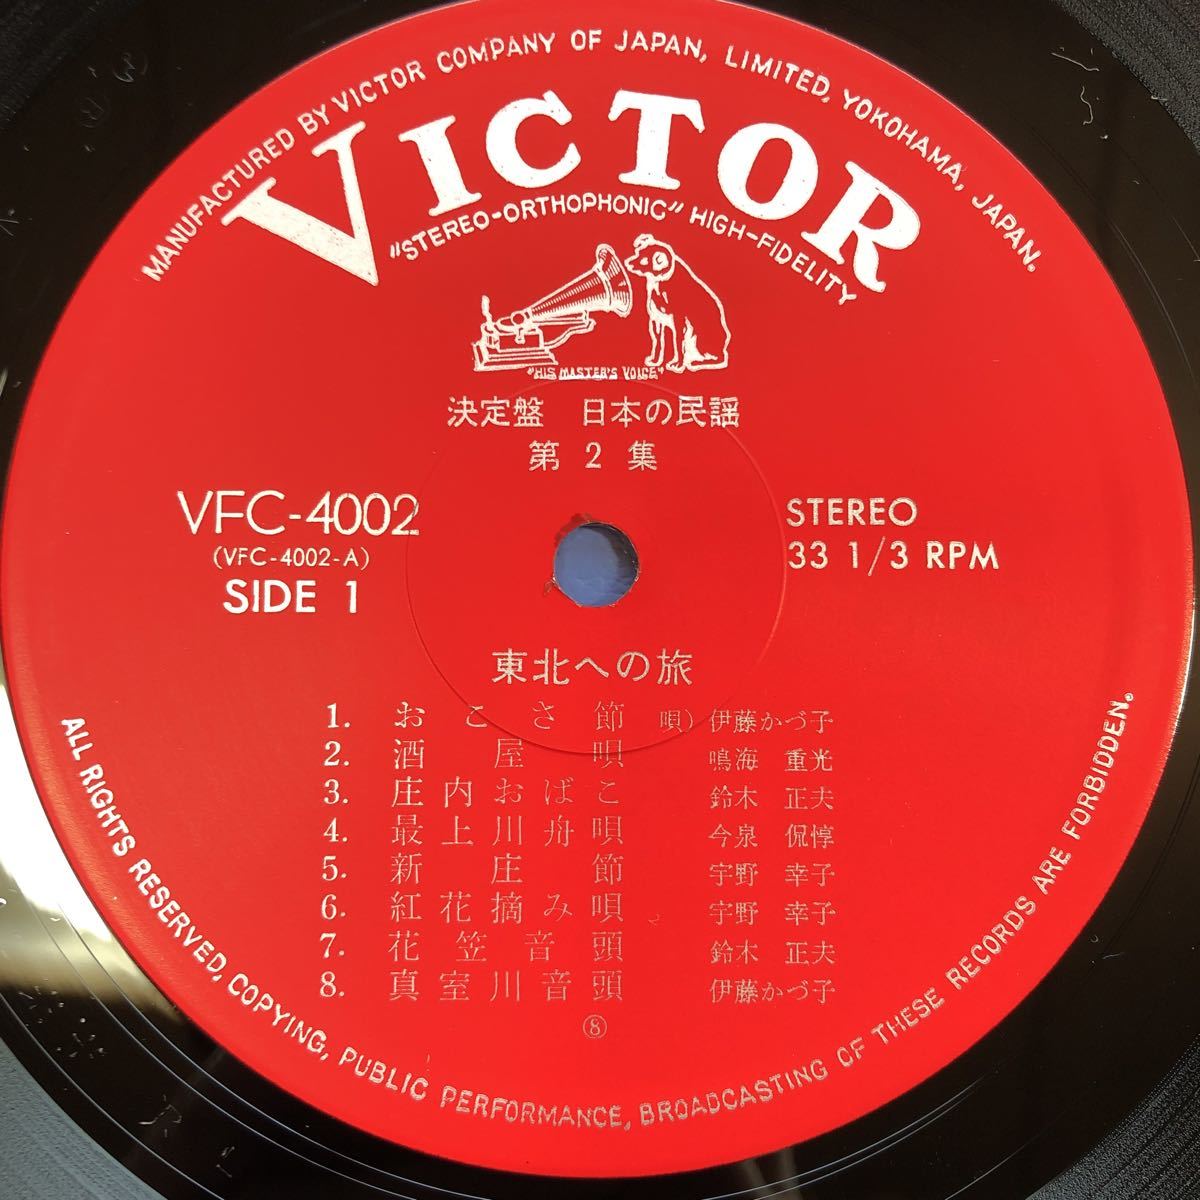 MANUFACTURED BY VICTOR COMPANY OF JAPAN, LIMITED, YOKOHAMA, JAPAN.
VICTOR
"STEREO-ORTHOPHONIC" HIGH-FIDELITY
"HIS MASTER'S VOICE"
決定盤 日本の民謡
第2集
VFC-4002
(VFC-4002-A)
SIDE 1
STEREO
33 1/3 RPM
東北への旅
1. おこさ節 唄) 伊藤かづ子
2. 酒屋唄 鳴海 重光
3. 庄内おばこ 鈴木 正夫
4. 最上川舟唄 今泉 侃惇
5. 新庄節 宇野 幸子
6. 紅花摘み唄 宇野 幸子
7. 花笠音頭 鈴木 正夫
8. 真室川音頭 伊藤かづ子
⑧
ALL RIGHTS RESERVED, COPYING, PUBLIC PERFORMANCE, BROADCASTING OF THESE RECORDS ARE FORBIDDEN.